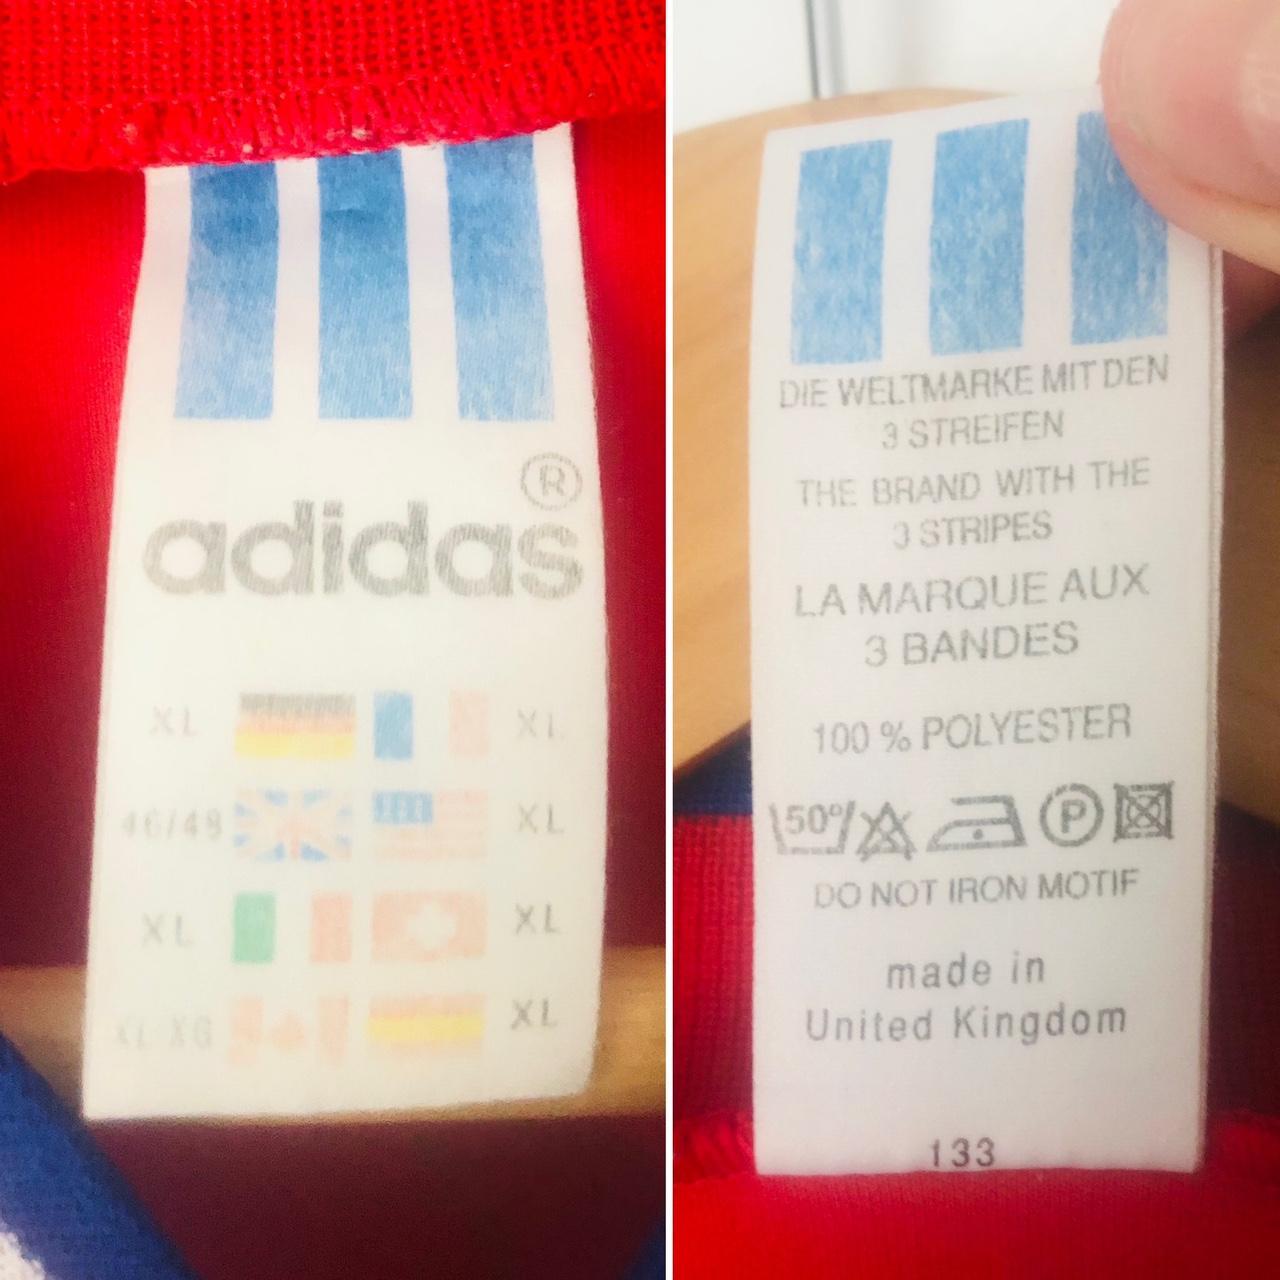 ®
adidas
XL XL
46/48 XL
XL XL
XL XG XL
DIE WELTMARKE MIT DEN
3 STREIFEN
THE BRAND WITH THE
3 STRIPES
LA MARQUE AUX
3 BANDES
100 % POLYESTER
50° P
DO NOT IRON MOTIF
made in
United Kingdom
133